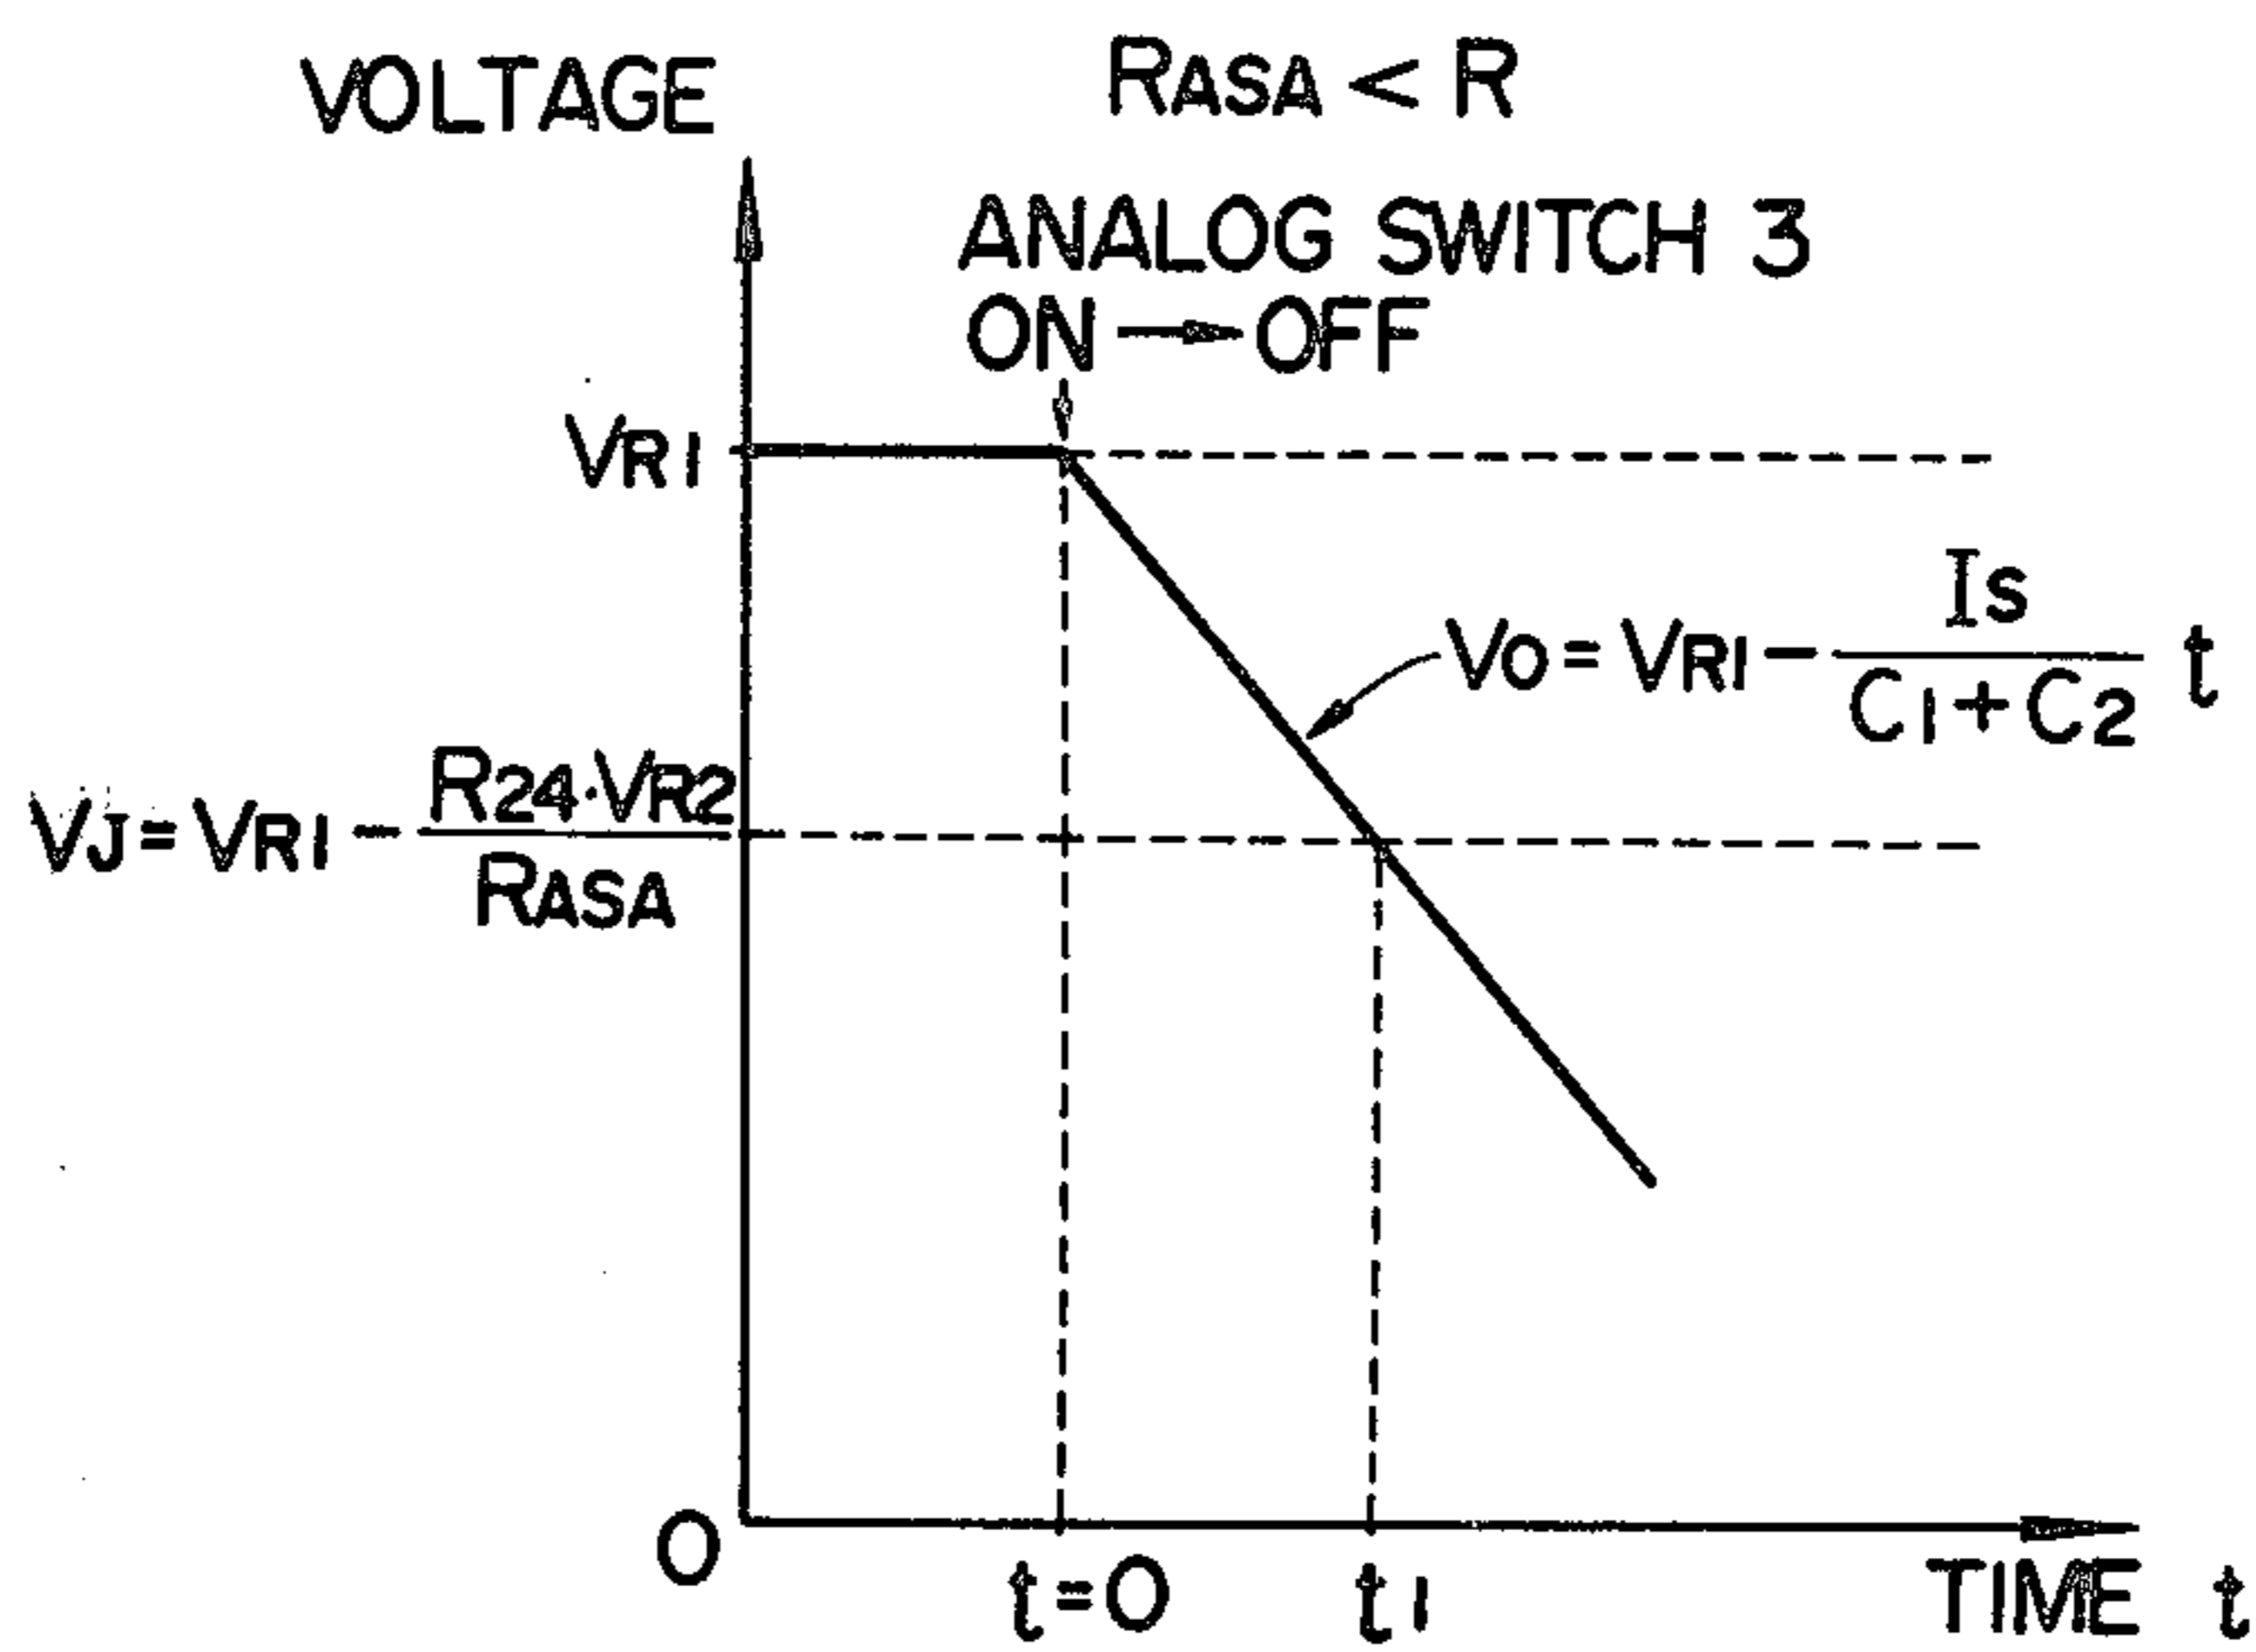 VOLTAGE
RASA < R
ANALOG SWITCH 3
ON → OFF
VR1
VO = VR1 - IS / C1 + C2 t
VJ = VR1 - R24·VR2 / RASA
O
t=O
t1
TIME t